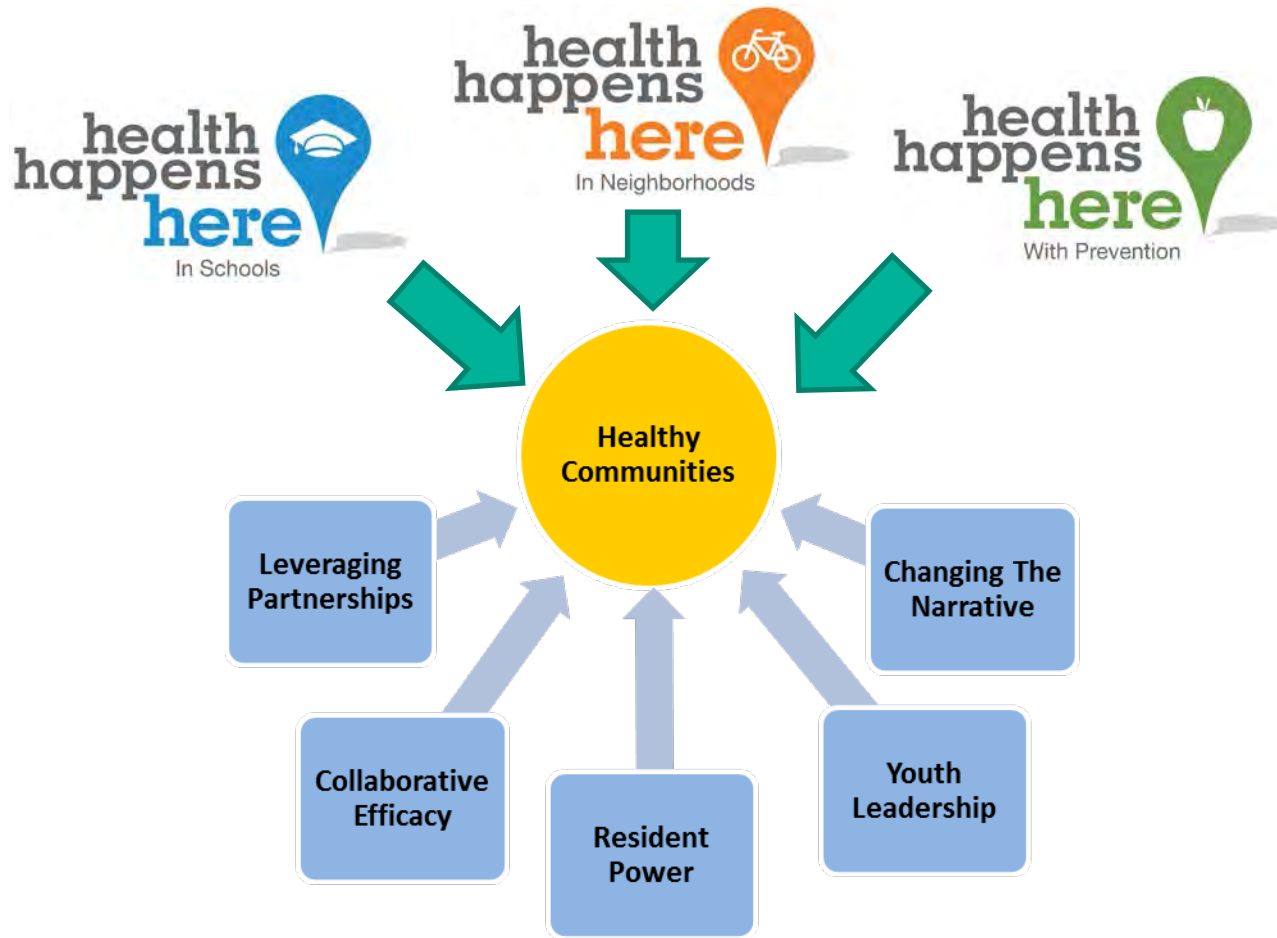 health
happens
here
In Schools
health
happens
here
In Neighborhoods
health
happens
here
With Prevention
Healthy
Communities
Leveraging
Partnerships
Collaborative
Efficacy
Resident
Power
Youth
Leadership
Changing The
Narrative